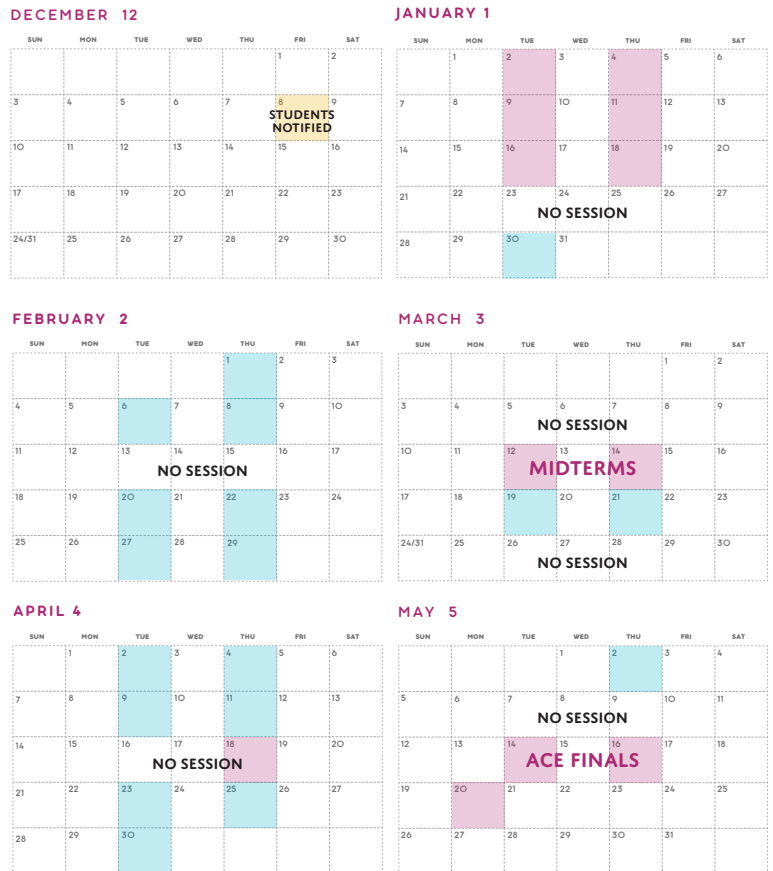 DECEMBER 12
SUN MON TUE WED THU FRI SAT
1 2
3 4 5 6 7 8 9
STUDENTS
NOTIFIED
10 11 12 13 14 15 16
17 18 19 20 21 22 23
24/31 25 26 27 28 29 30
JANUARY 1
SUN MON TUE WED THU FRI SAT
1 2 3 4 5 6
7 8 9 10 11 12 13
14 15 16 17 18 19 20
21 22 23 24 25 26 27
NO SESSION
28 29 30 31
FEBRUARY 2
SUN MON TUE WED THU FRI SAT
1 2 3
4 5 6 7 8 9 10
11 12 13 14 15 16 17
NO SESSION
18 19 20 21 22 23 24
25 26 27 28 29
MARCH 3
SUN MON TUE WED THU FRI SAT
1 2
3 4 5 6 7 8 9
NO SESSION
10 11 12 13 14 15 16
MIDTERMS
17 18 19 20 21 22 23
24/31 25 26 27 28 29 30
NO SESSION
APRIL 4
SUN MON TUE WED THU FRI SAT
1 2 3 4 5 6
7 8 9 10 11 12 13
14 15 16 17 18 19 20
NO SESSION
21 22 23 24 25 26 27
28 29 30
MAY 5
SUN MON TUE WED THU FRI SAT
1 2 3 4
5 6 7 8 9 10 11
NO SESSION
12 13 14 15 16 17 18
ACE FINALS
19 20 21 22 23 24 25
26 27 28 29 30 31